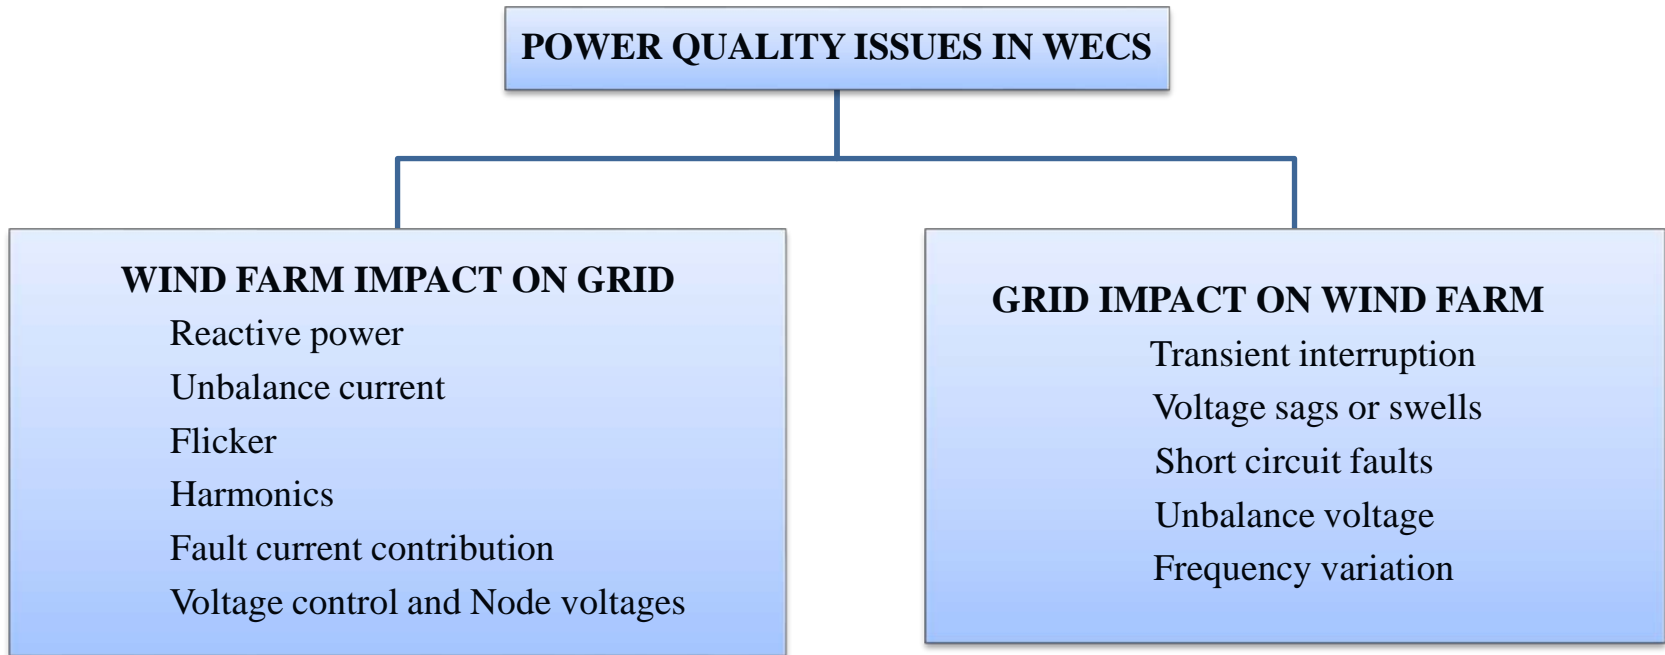 POWER QUALITY ISSUES IN WECS
WIND FARM IMPACT ON GRID
Reactive power
Unbalance current
Flicker
Harmonics
Fault current contribution
Voltage control and Node voltages
GRID IMPACT ON WIND FARM
Transient interruption
Voltage sags or swells
Short circuit faults
Unbalance voltage
Frequency variation